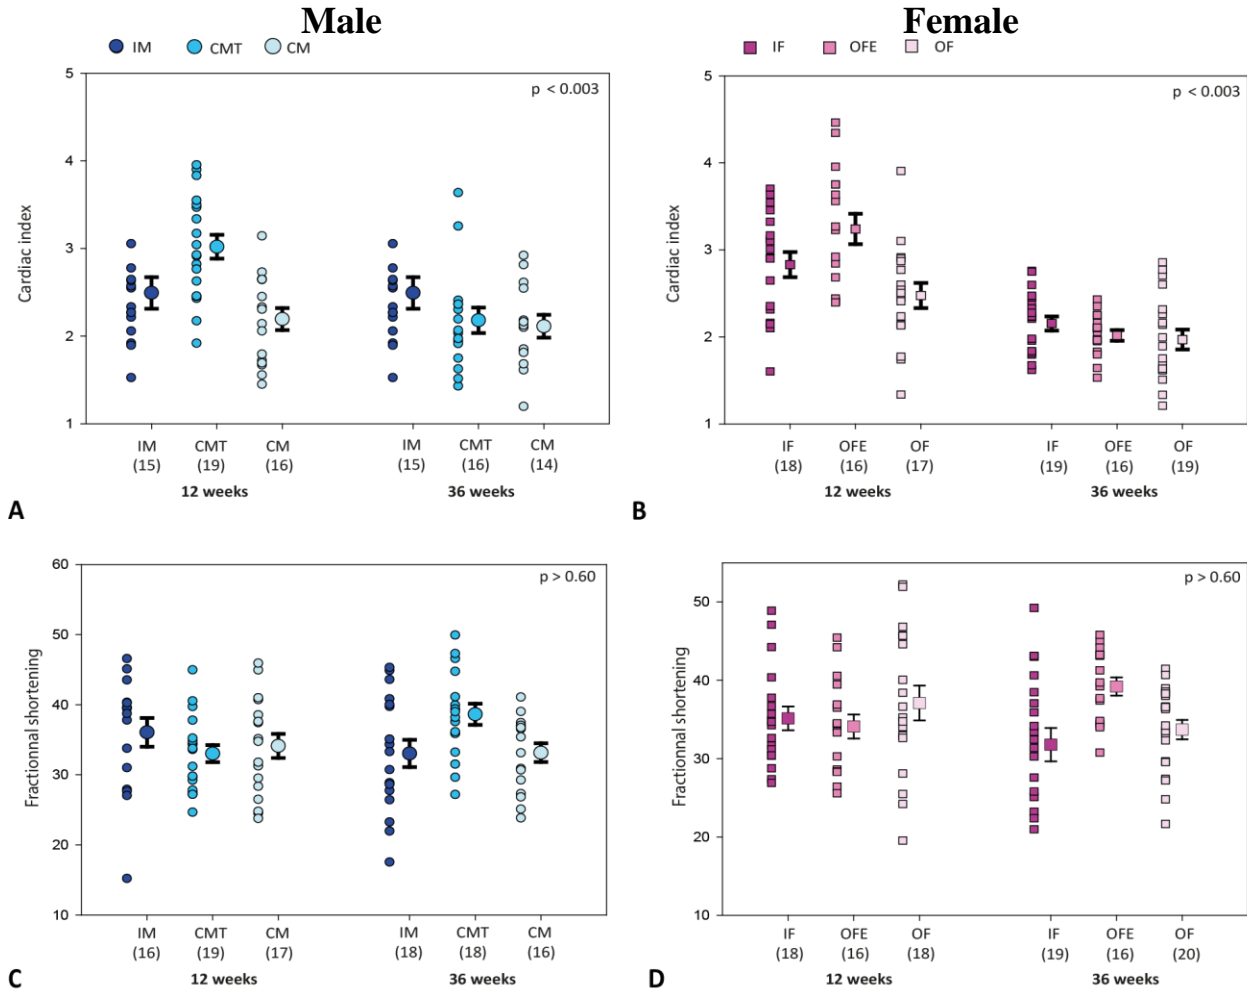 Male
IM CMT CM
5
4
3
2
1
Cardiac index
p < 0.003
IM CMT CM IM CMT CM
(15) (19) (16) (15) (16) (14)
12 weeks 36 weeks
A
Female
IF OFE OF
5
4
3
2
1
Cardiac index
p < 0.003
IF OFE OF IF OFE OF
(18) (16) (17) (19) (16) (19)
12 weeks 36 weeks
B
60
50
40
30
20
10
Fractionnal shortening
p > 0.60
IM CMT CM IM CMT CM
(16) (19) (17) (18) (18) (16)
12 weeks 36 weeks
C
50
40
30
20
10
Fractionnal shortening
p > 0.60
IF OFE OF IF OFE OF
(18) (16) (18) (19) (16) (20)
12 weeks 36 weeks
D